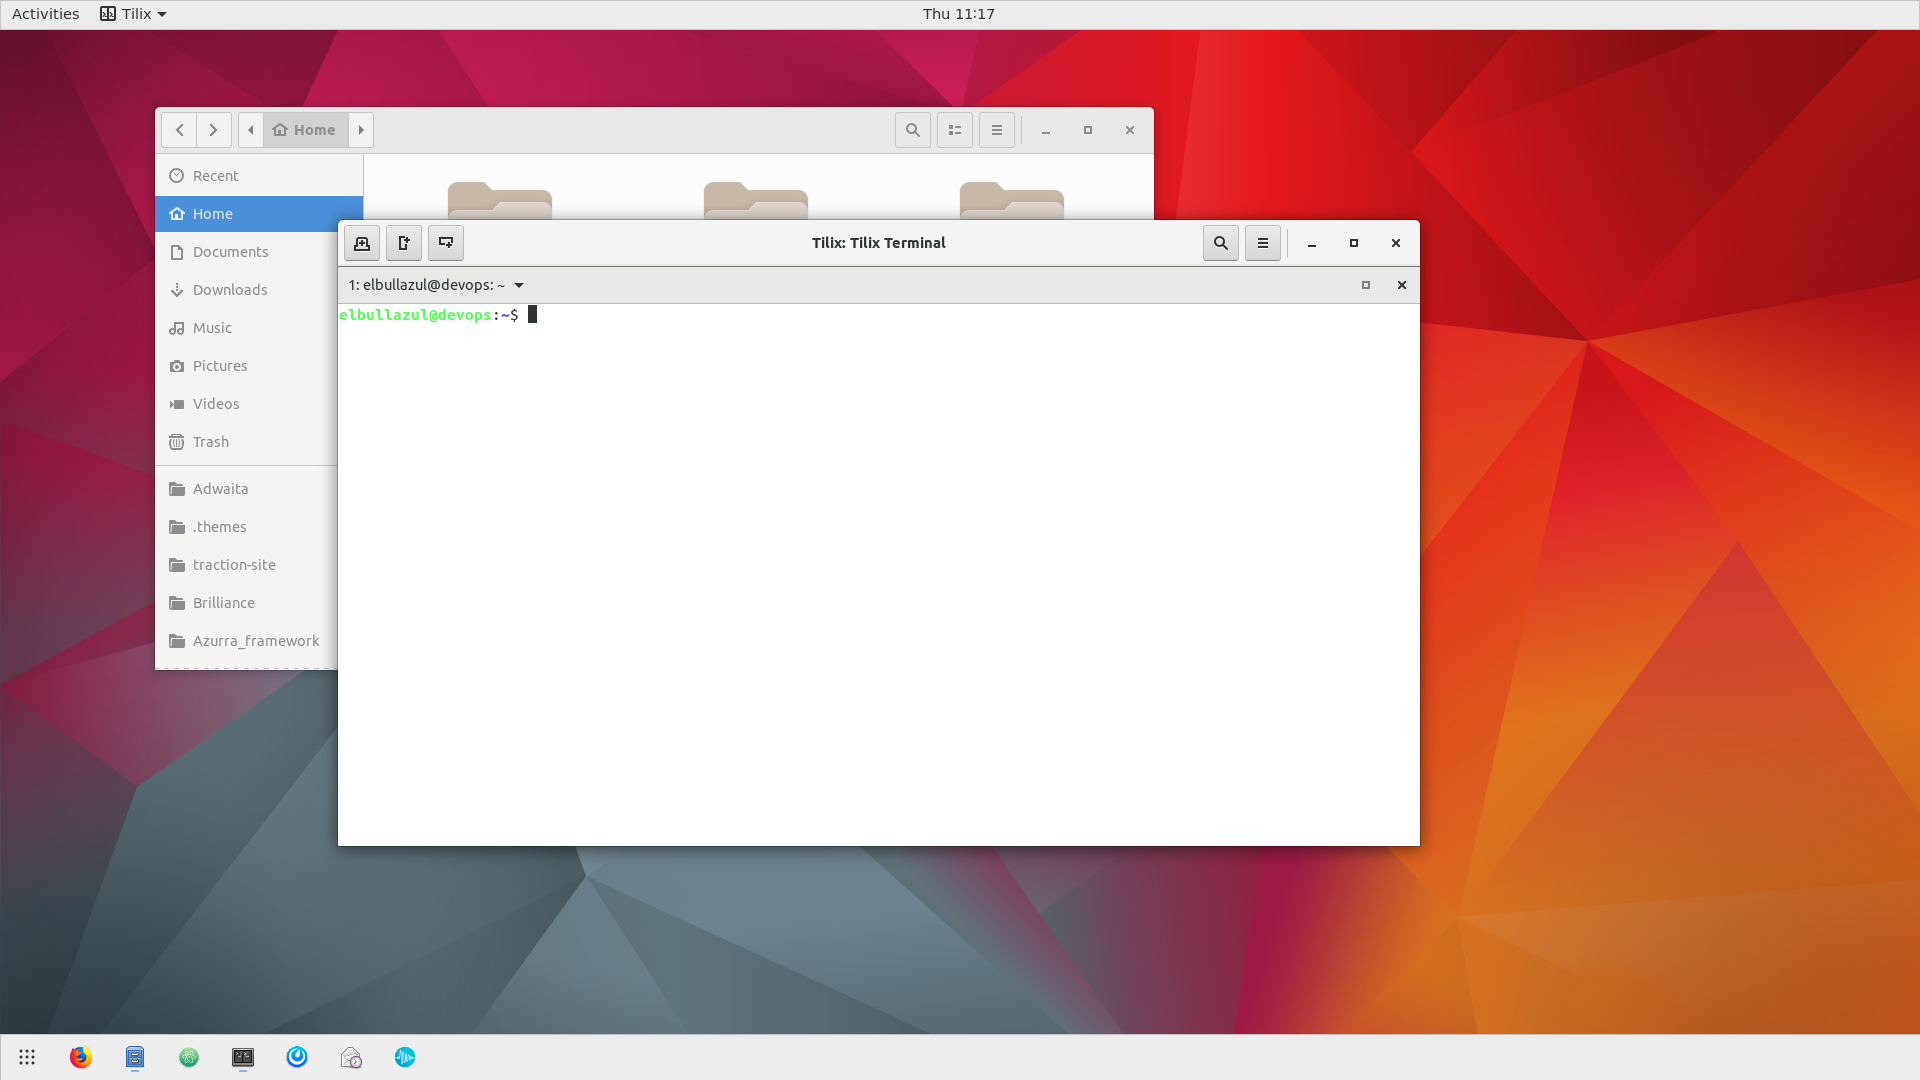 Activities
Tilix
Thu 11:17
Home
Recent
Home
Documents
Downloads
Music
Pictures
Videos
Trash
Adwaita
.themes
traction-site
Brilliance
Azurra_framework
Tilix: Tilix Terminal
1: elbullazul@devops: ~
elbullazul@devops:~$